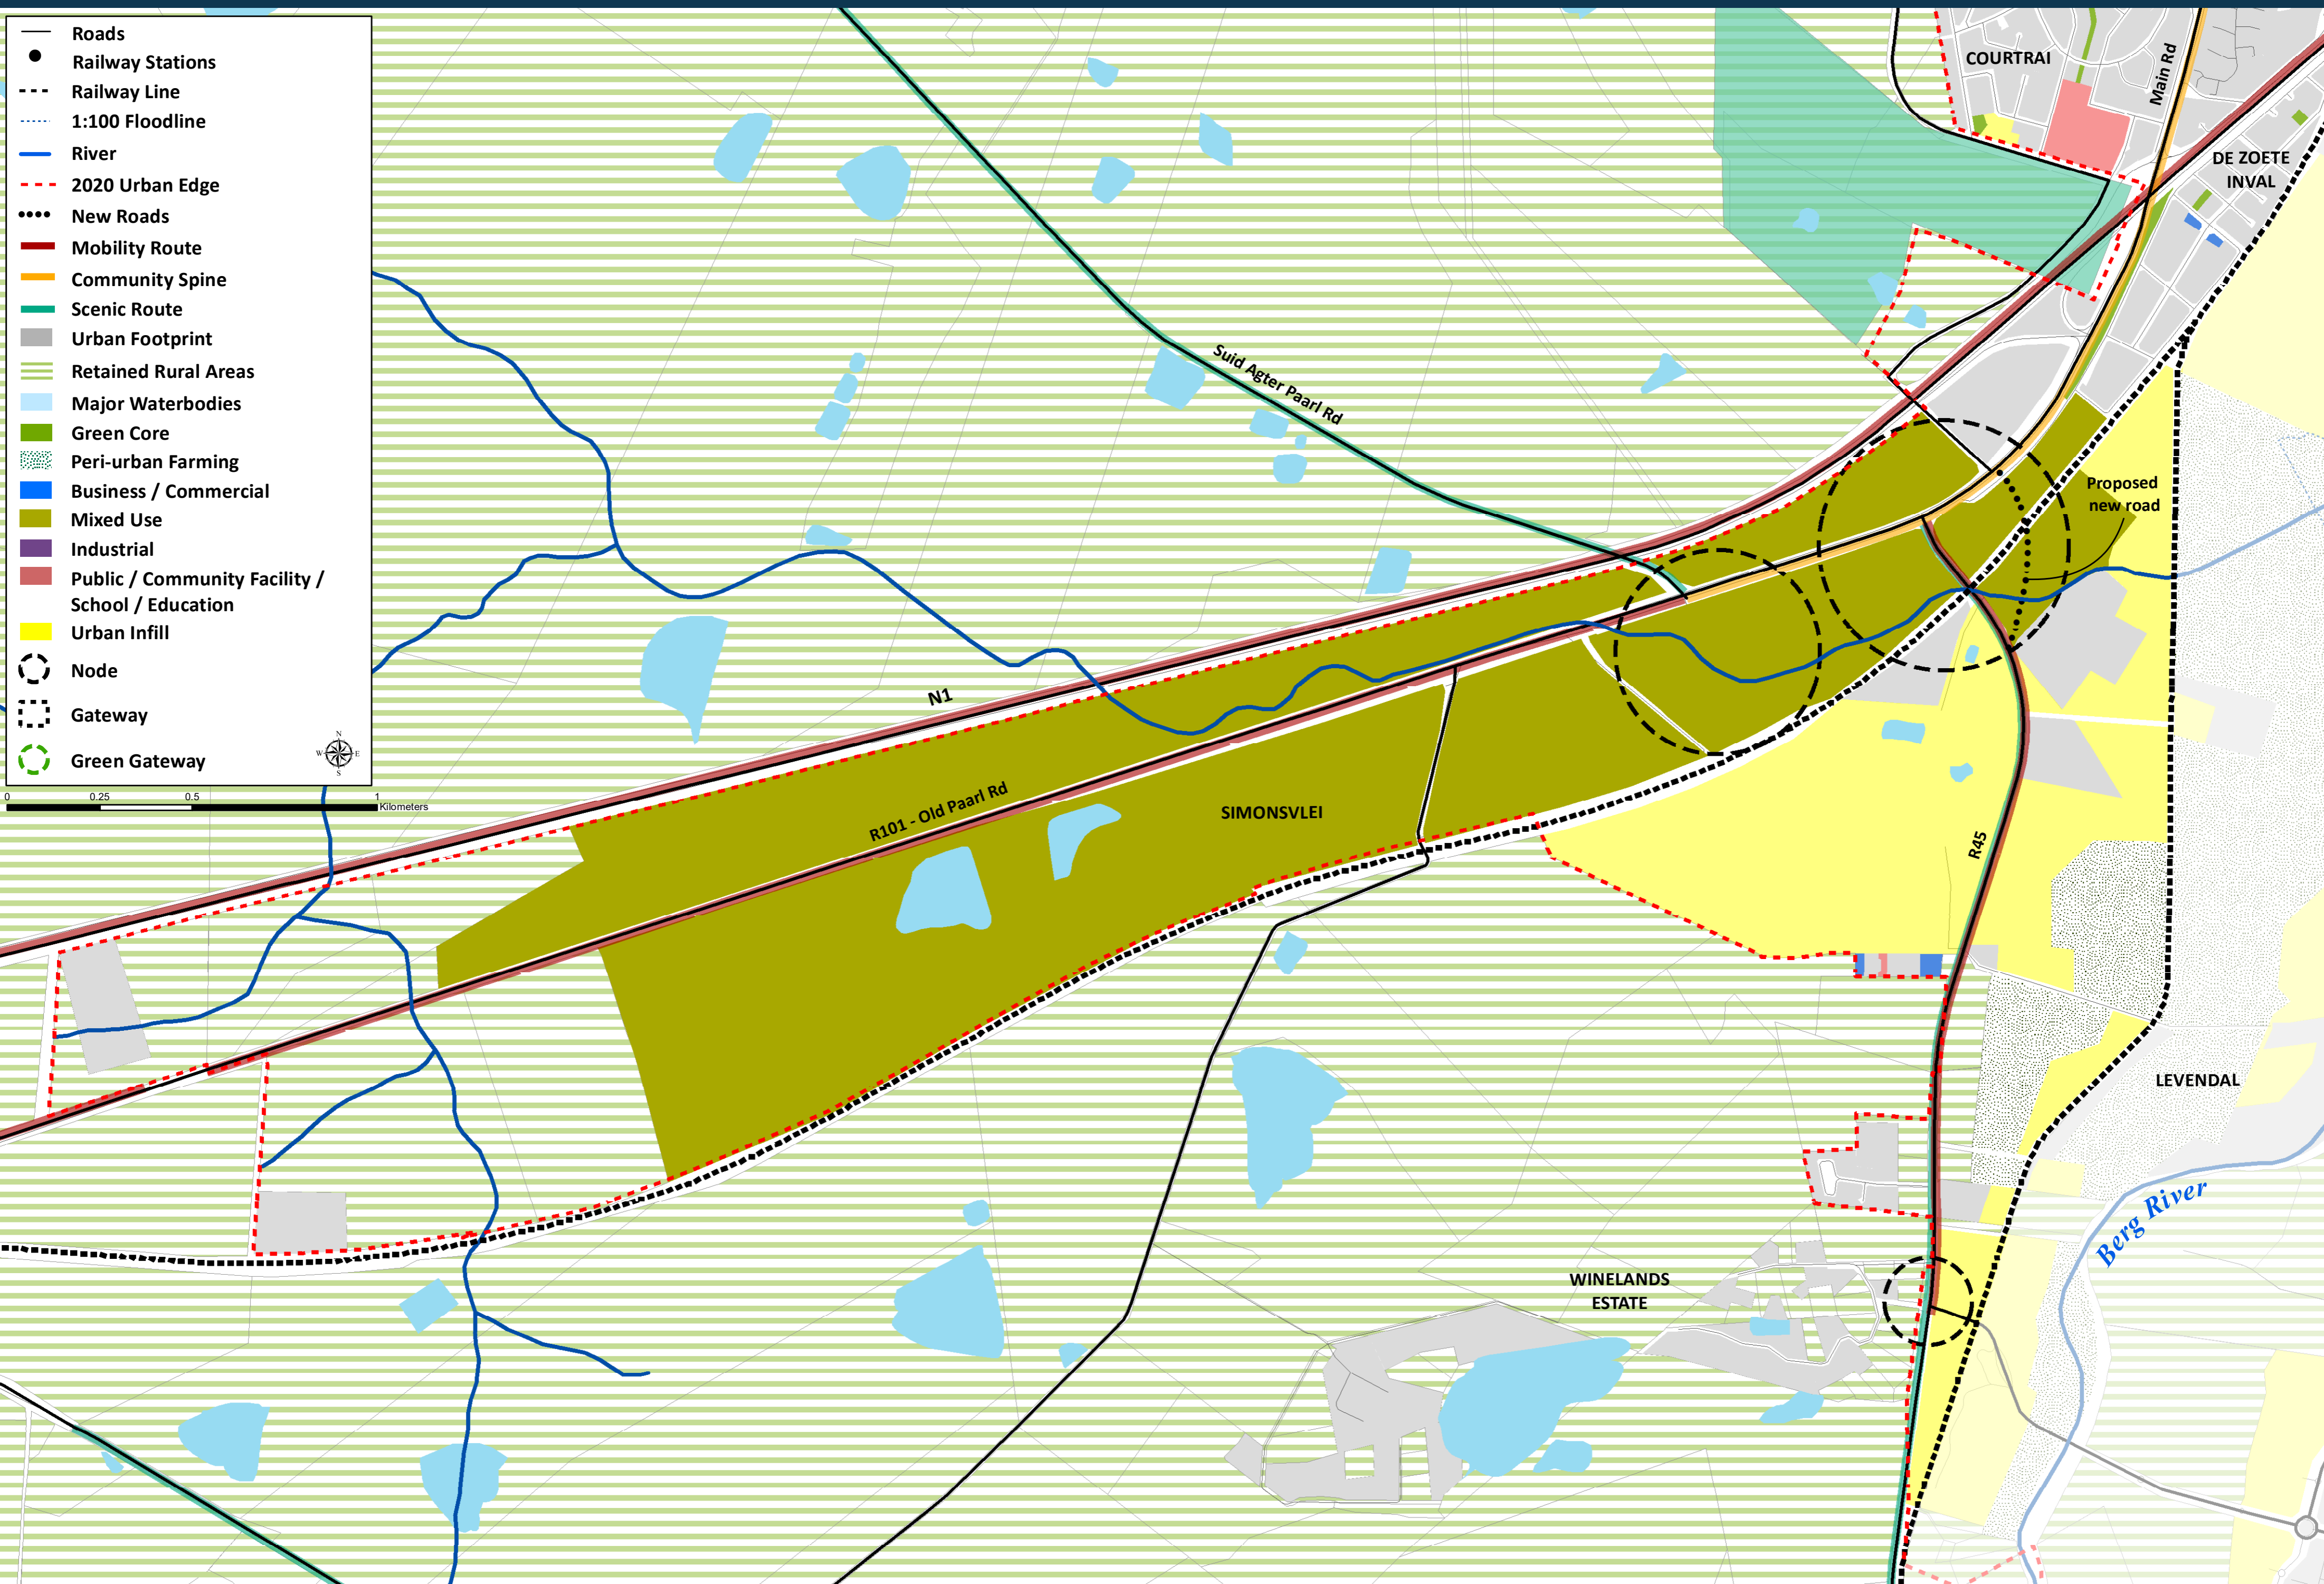 Roads
Railway Stations
Railway Line
1:100 Floodline
River
2020 Urban Edge
New Roads
Mobility Route
Community Spine
Scenic Route
Urban Footprint
Retained Rural Areas
Major Waterbodies
Green Core
Peri-urban Farming
Business / Commercial
Mixed Use
Industrial
Public / Community Facility /
School / Education
Urban Infill
Node
Gateway
Green Gateway
N
W E
S
0 0.25 0.5 1
Kilometers
COURTRAI
Main Rd
DE ZOETE
INVAL
Suid Agter Paarl Rd
Proposed
new road
N1
R101 - Old Paarl Rd
SIMONSVLEI
R45
LEVENDAL
Berg River
WINELANDS
ESTATE